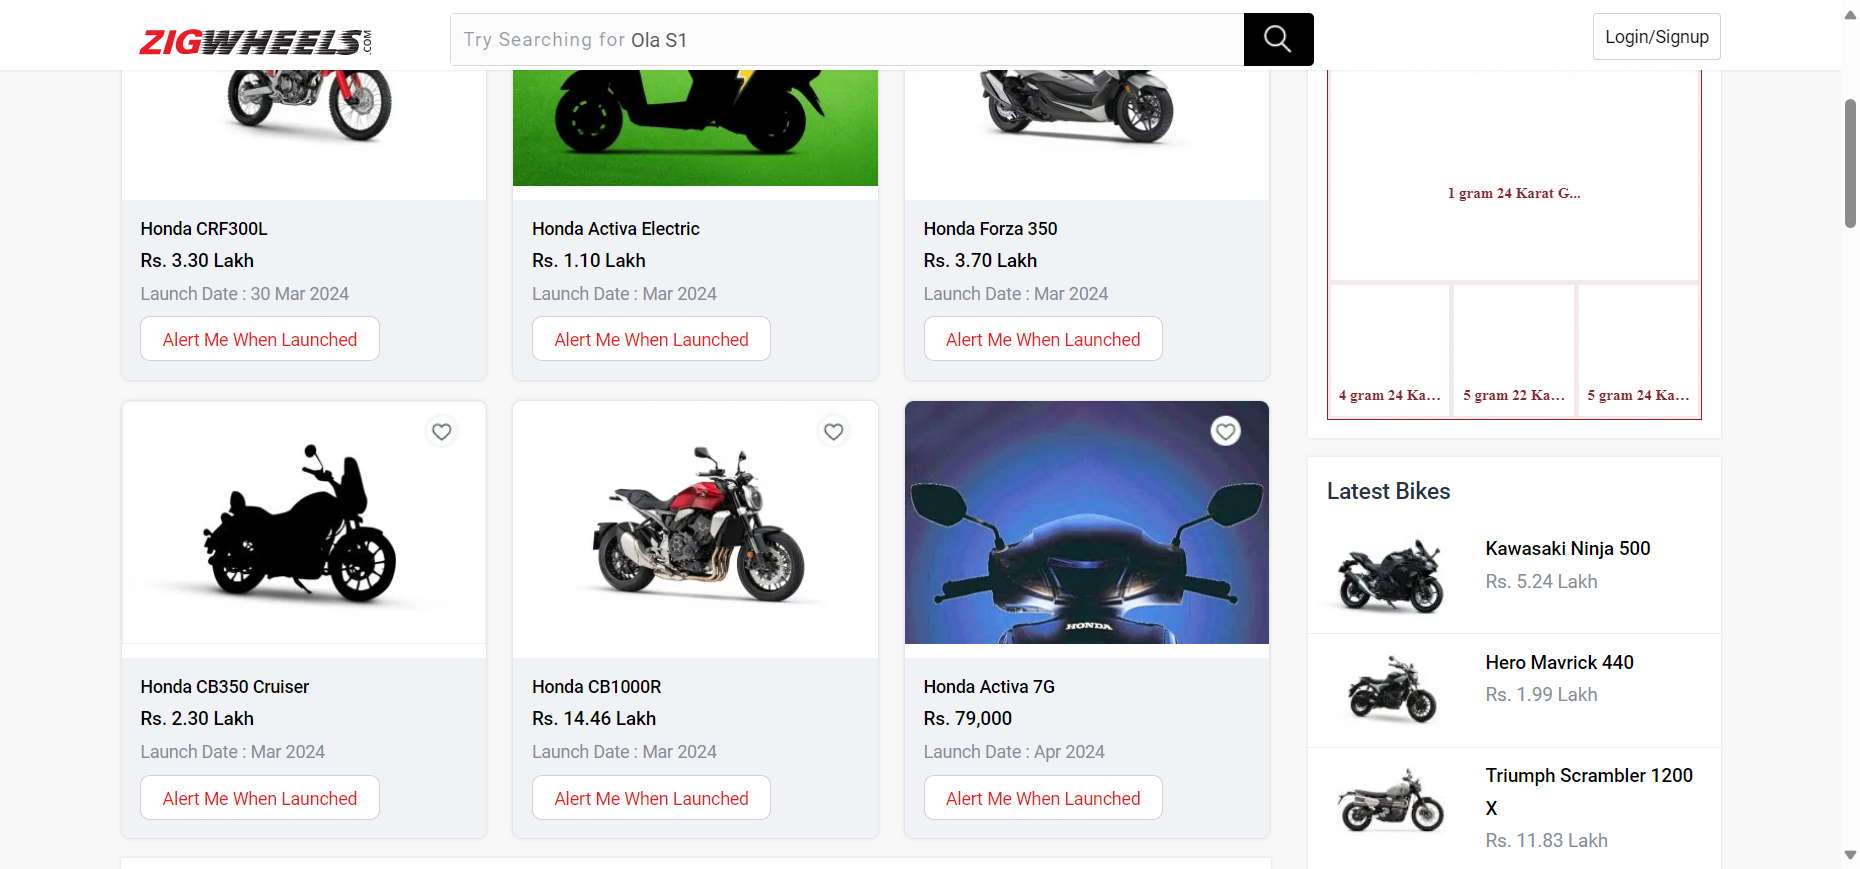 ZIGWHEELS.COM
Try Searching for Ola S1
Login/Signup
Honda CRF300L
Rs. 3.30 Lakh
Launch Date : 30 Mar 2024
Alert Me When Launched
Honda Activa Electric
Rs. 1.10 Lakh
Launch Date : Mar 2024
Alert Me When Launched
Honda Forza 350
Rs. 3.70 Lakh
Launch Date : Mar 2024
Alert Me When Launched
Honda CB350 Cruiser
Rs. 2.30 Lakh
Launch Date : Mar 2024
Alert Me When Launched
Honda CB1000R
Rs. 14.46 Lakh
Launch Date : Mar 2024
Alert Me When Launched
HONDA
Honda Activa 7G
Rs. 79,000
Launch Date : Apr 2024
Alert Me When Launched
1 gram 24 Karat G...
4 gram 24 Ka...
5 gram 22 Ka...
5 gram 24 Ka...
Latest Bikes
Kawasaki Ninja 500
Rs. 5.24 Lakh
Hero Mavrick 440
Rs. 1.99 Lakh
Triumph Scrambler 1200
X
Rs. 11.83 Lakh